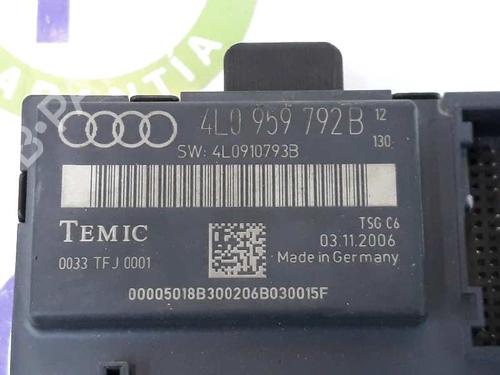 4L0 959 792B 12
130
SW: 4L0910793B
TEMIC
TSG C6
03.11.2006
0033 TFJ 0001
Made in Germany
00005018B300206B030015F